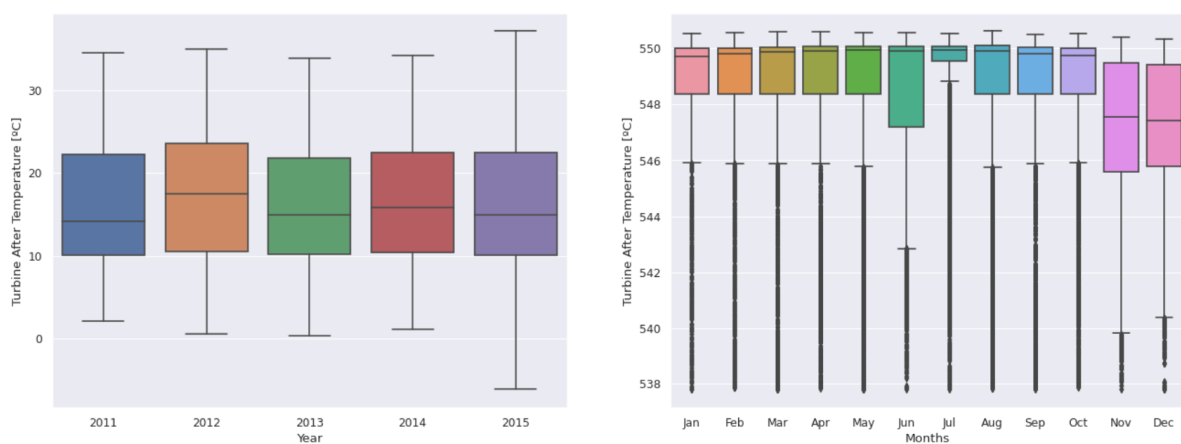 Turbine After Temperature [ºC]
30
20
10
0
2011 2012 2013 2014 2015
Year
Turbine After Temperature [ºC]
550
548
546
544
542
540
538
Jan Feb Mar Apr May Jun Jul Aug Sep Oct Nov Dec
Months